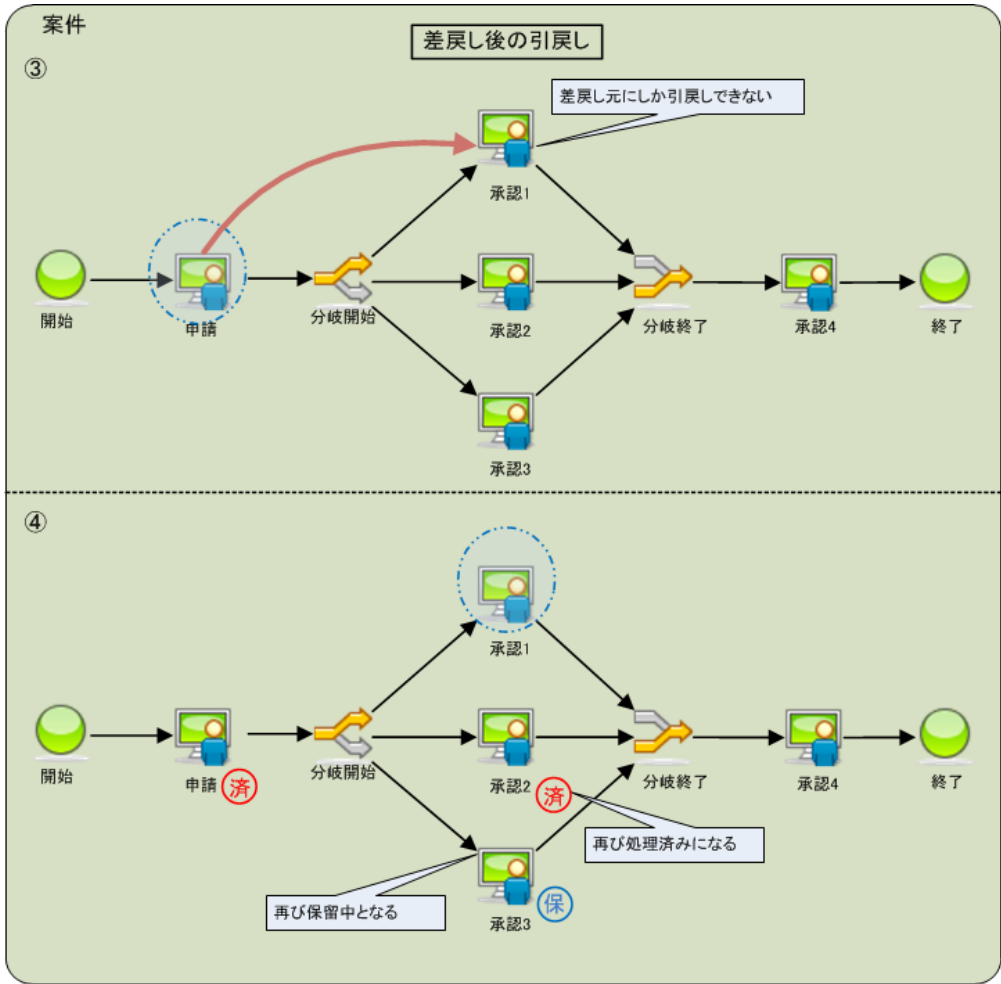 案件
差戻し後の引戻し
③
差戻し元にしか引戻しできない
承認1
開始
申請
分岐開始
承認2
分岐終了
承認4
終了
承認3
④
承認1
開始
申請
済
分岐開始
承認2
済
分岐終了
承認4
終了
再び処理済みになる
再び保留中となる
承認3
保